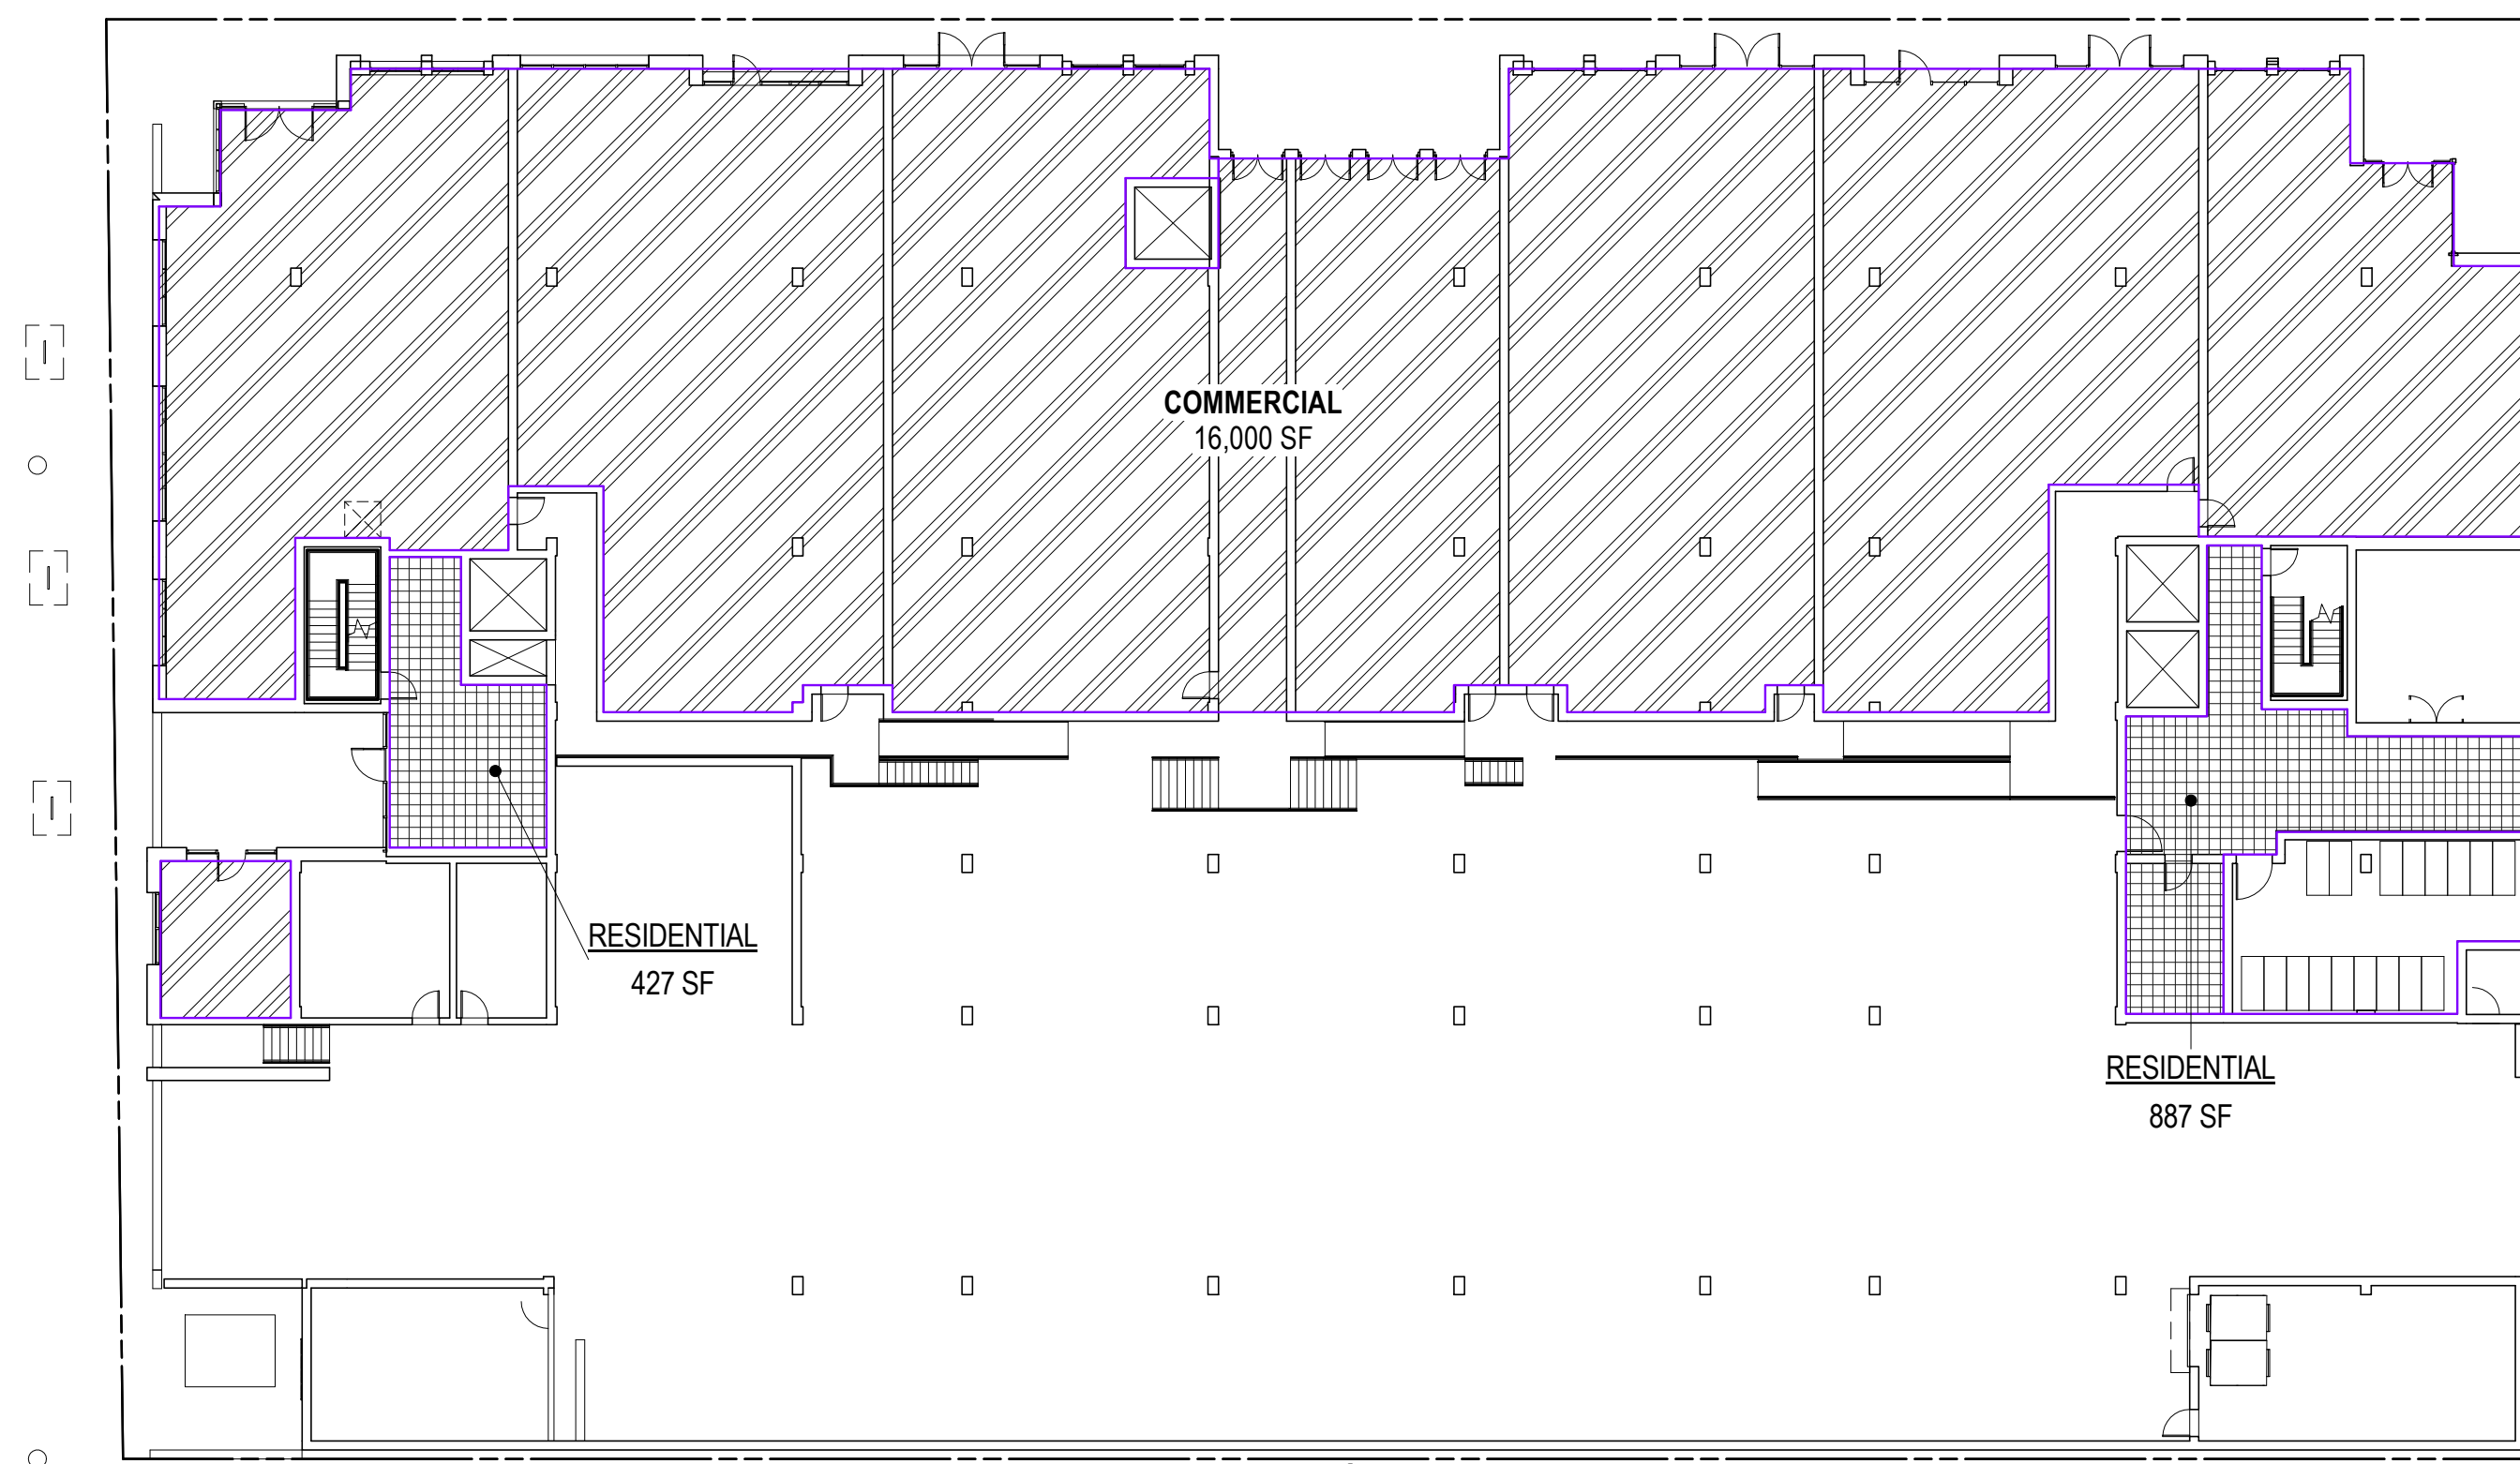 COMMERCIAL
16,000 SF
RESIDENTIAL
427 SF
RESIDENTIAL
887 SF